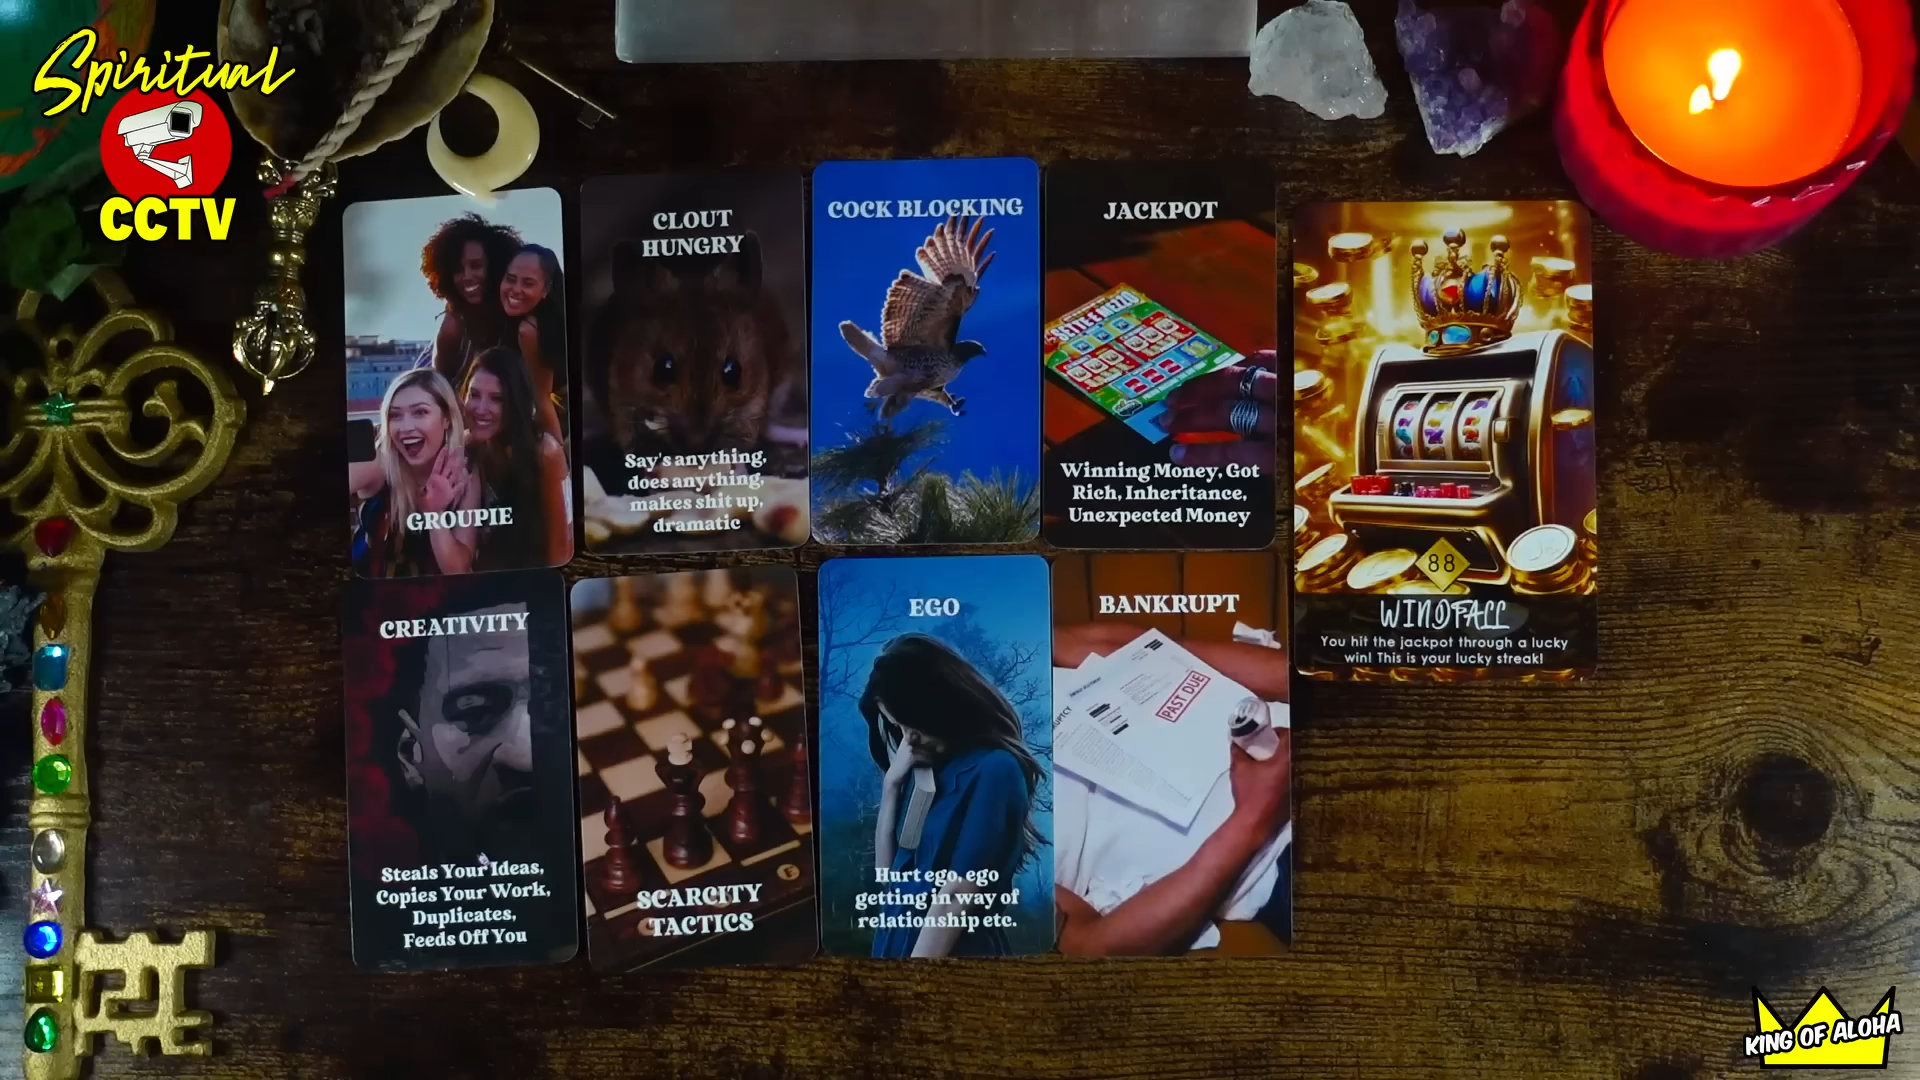 Spiritual
CCTV
GROUPIE
CLOUT
HUNGRY
Say's anything,
does anything,
makes shit up,
dramatic
COCK BLOCKING
JACKPOT
Winning Money, Got
Rich, Inheritance,
Unexpected Money
88
WINDFALL
You hit the jackpot through a lucky
win! This is your lucky streak!
CREATIVITY
Steals Your Ideas,
Copies Your Work,
Duplicates,
Feeds Off You
SCARCITY
TACTICS
EGO
Hurt ego, ego
getting in way of
relationship etc.
BANKRUPT
PAST DUE
KING OF ALOHA